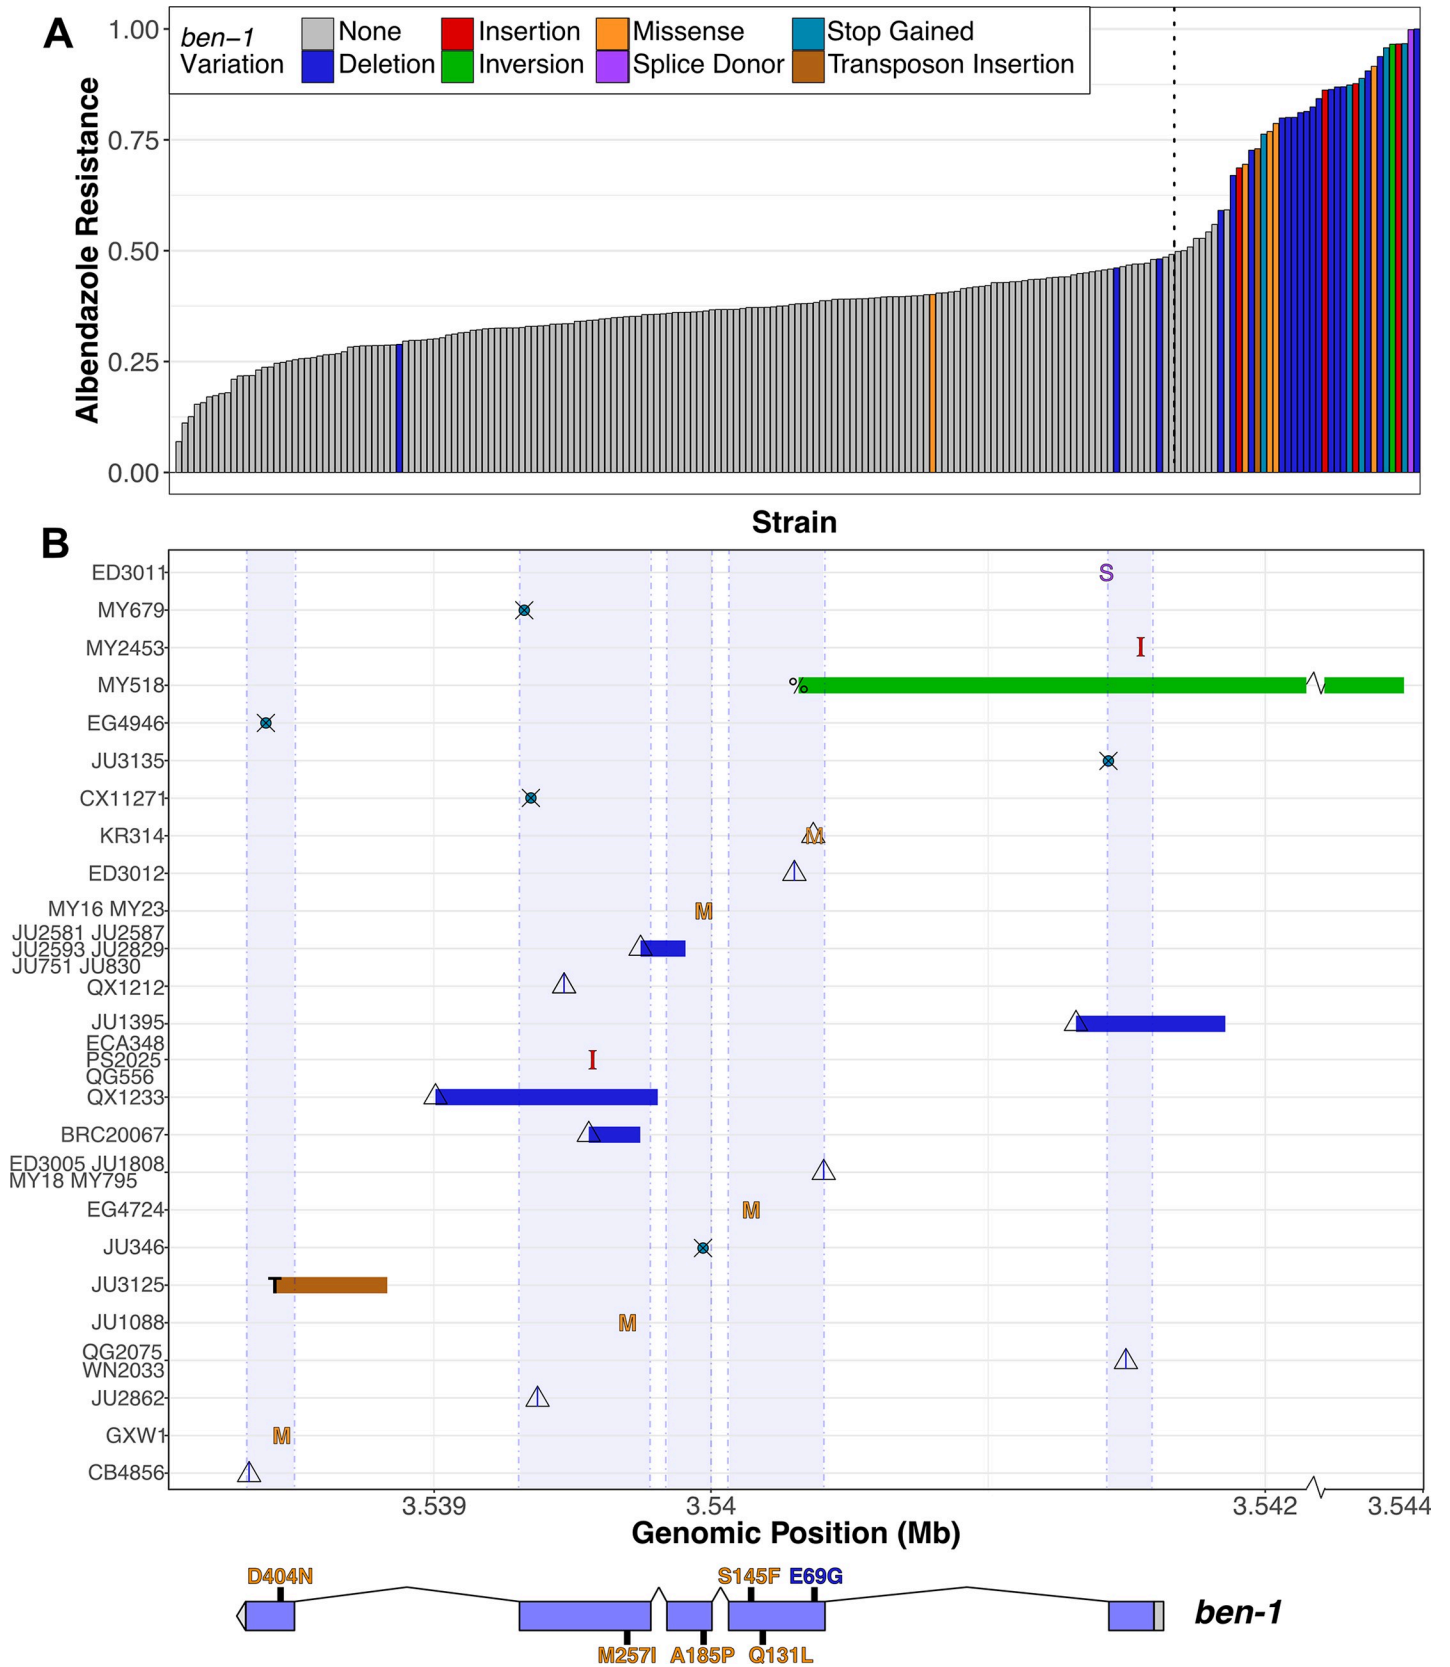 A
ben−1
Variation
None
Insertion
Missense
Stop Gained
Deletion
Inversion
Splice Donor
Transposon Insertion
Albendazole Resistance
1.00
0.75
0.50
0.25
0.00
Strain
B
ED3011
S
MY679
MY2453
I
MY518
EG4946
JU3135
CX11271
KR314
M
ED3012
MY16 MY23
M
JU2581 JU2587
JU2593 JU2829
JU751 JU830
QX1212
JU1395
ECA348
PS2025
I
QG556
QX1233
BRC20067
ED3005 JU1808
MY18 MY795
EG4724
M
JU346
JU3125
T
JU1088
M
QG2075
WN2033
JU2862
GXW1
M
CB4856
3.539 3.54 3.542 3.544
Genomic Position (Mb)
D404N S145F E69G
ben-1
M257I A185P Q131L